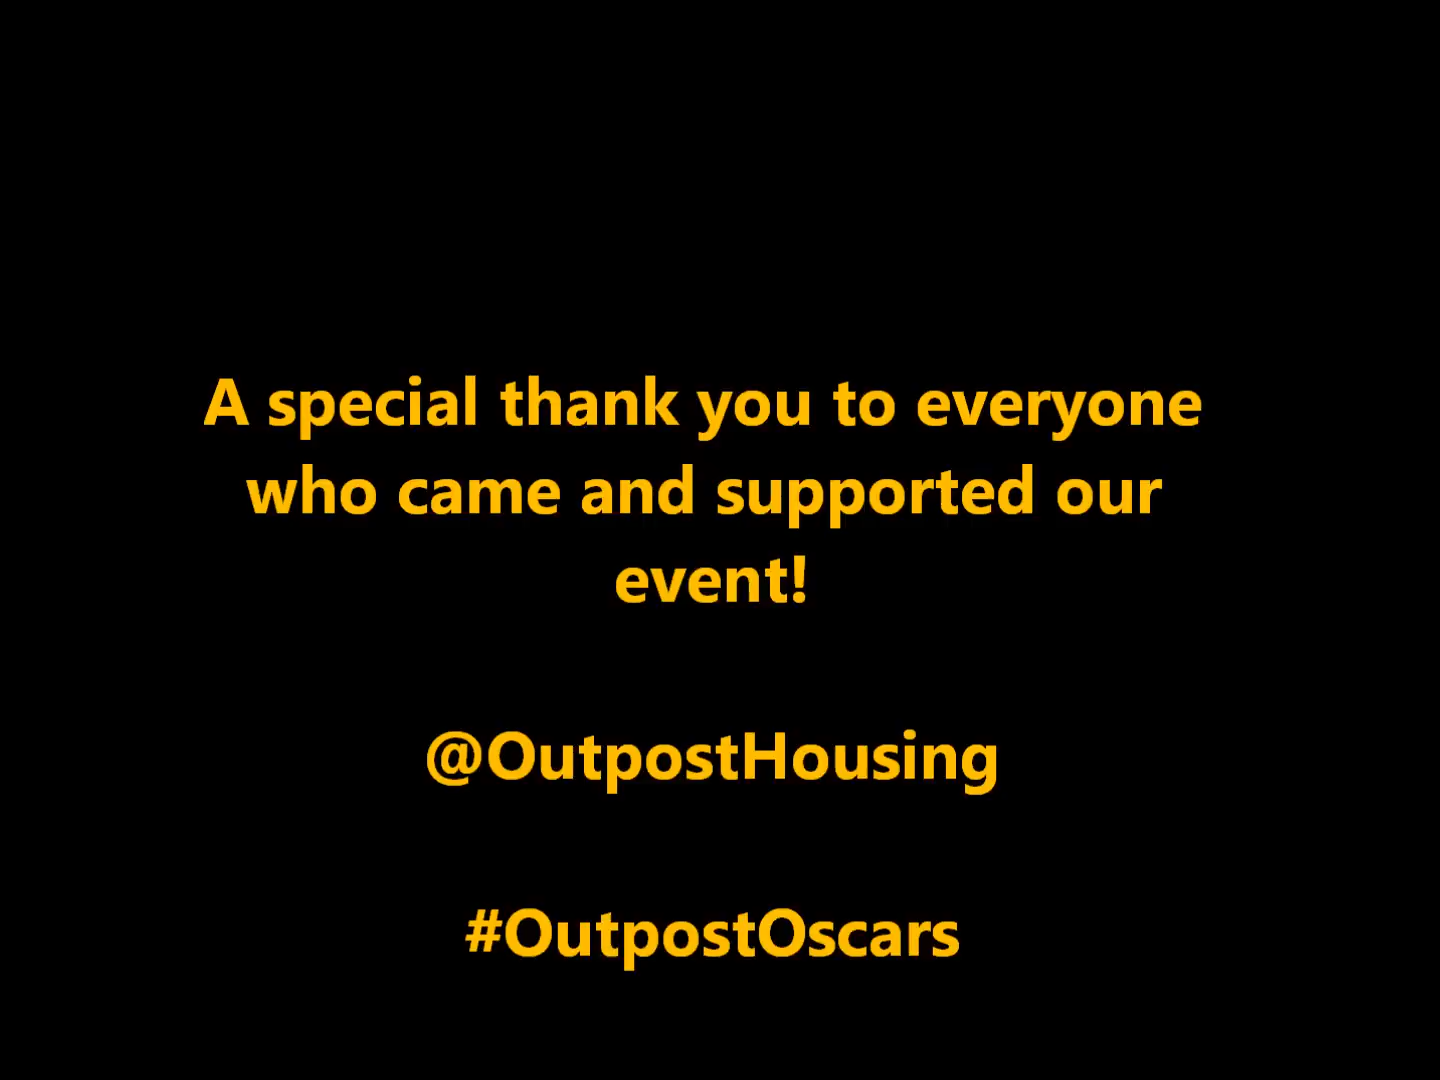 A special thank you to everyone
who came and supported our
event!
@OutpostHousing
#OutpostOscars